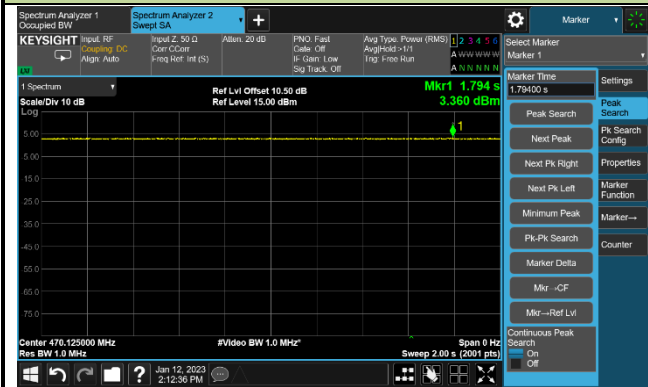 Spectrum Analyzer 1
Occupied BW
Spectrum Analyzer 2
Swept SA
+
Marker
KEYSIGHT
Input: RF
Coupling: DC
Align: Auto
Input Z: 50 Ω
Corr CCorr
Freq Ref: Int (S)
Atten: 20 dB
PNO: Fast
Gate: Off
IF Gain: Low
Sig Track: Off
Avg Type: Power (RMS)
Avg|Hold:>1/1
Trig: Free Run
1 2 3 4 5 6
A W W W W W
A N N N N N
LV
Select Marker
Marker 1
1 Spectrum
Scale/Div 10 dB
Log
Ref Lvl Offset 10.50 dB
Ref Level 15.00 dBm
Mkr1 1.794 s
3.360 dBm
1
5.00
-5.00
-15.0
-25.0
-35.0
-45.0
-55.0
-65.0
-75.0
Center 470.125000 MHz
Res BW 1.0 MHz
#Video BW 1.0 MHz*
Span 0 Hz
Sweep 2.00 s (2001 pts)
Marker Time
1.79400 s
Peak Search
Next Peak
Next Pk Right
Next Pk Left
Minimum Peak
Pk-Pk Search
Marker Delta
Mkr→CF
Mkr→Ref Lvl
Continuous Peak
Search
On
Off
Settings
Peak
Search
Pk Search
Config
Properties
Marker
Function
Marker→
Counter
?
Jan 12, 2023
2:12:36 PM